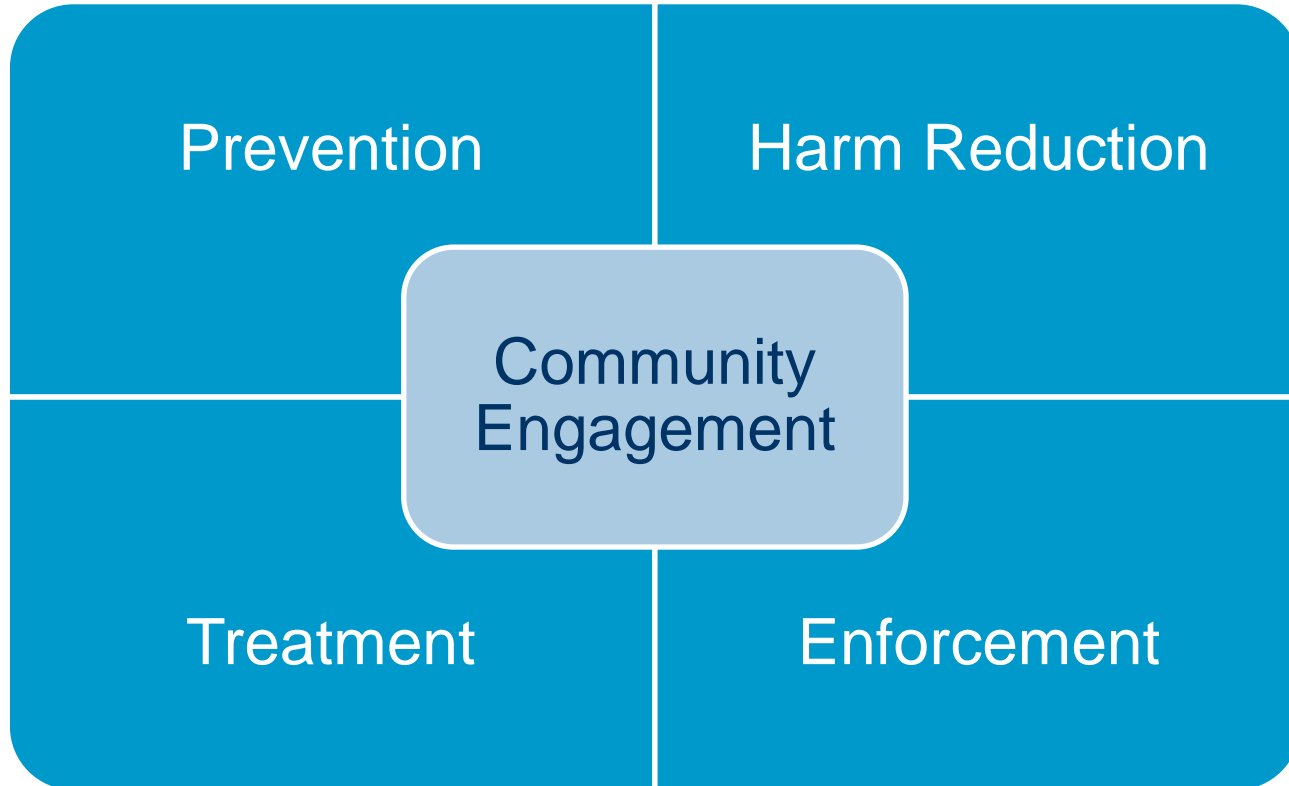 Prevention
Harm Reduction
Community
Engagement
Treatment
Enforcement